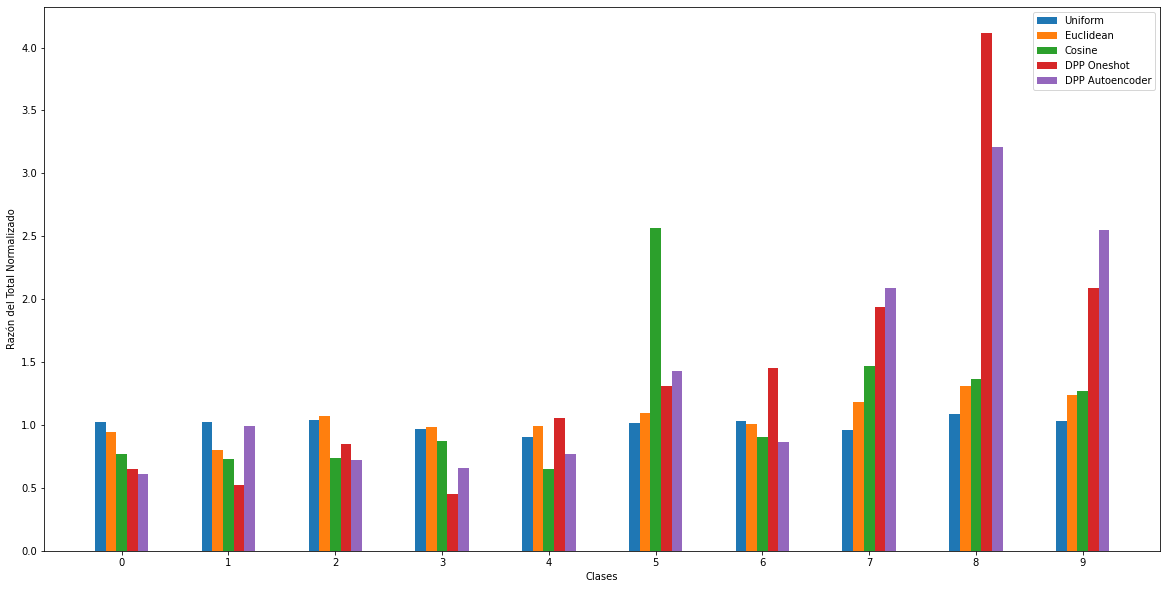 Uniform
Euclidean
Cosine
DPP Oneshot
DPP Autoencoder
Razón del Total Normalizado
4.0
3.5
3.0
2.5
2.0
1.5
1.0
0.5
0.0
0 1 2 3 4 5 6 7 8 9
Clases